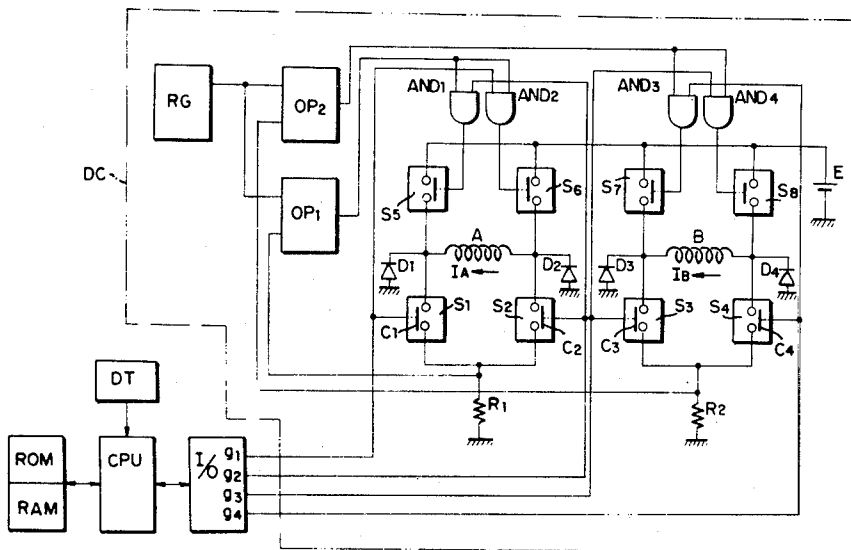 RG
OP2
OP1
DC
AND1
AND2
AND3
AND4
E
S5
S6
S7
S8
A
B
D1
IA
D2
D3
IB
D4
C1
S1
S2
C2
C3
S3
S4
C4
R1
R2
DT
ROM
RAM
CPU
I/O
g1
g2
g3
g4